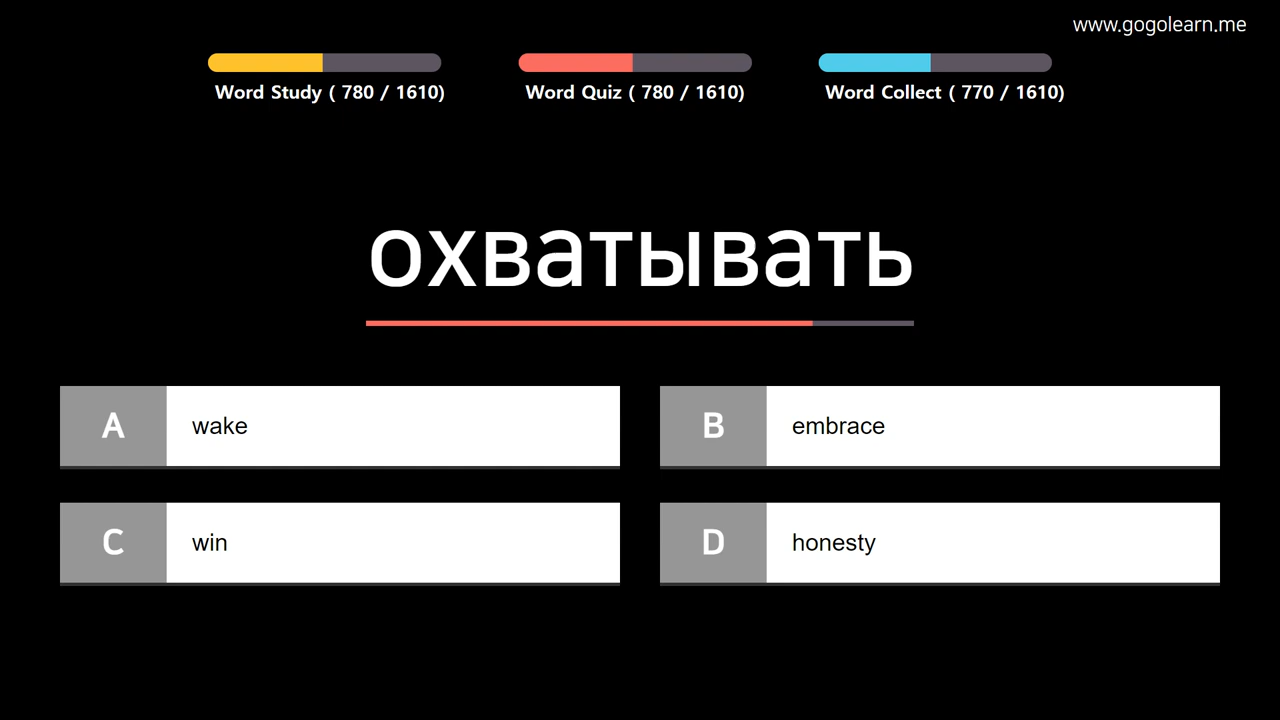 www.gogolearn.me
Word Study ( 780 / 1610)
Word Quiz ( 780 / 1610)
Word Collect ( 770 / 1610)
охватывать
A wake
B embrace
C win
D honesty